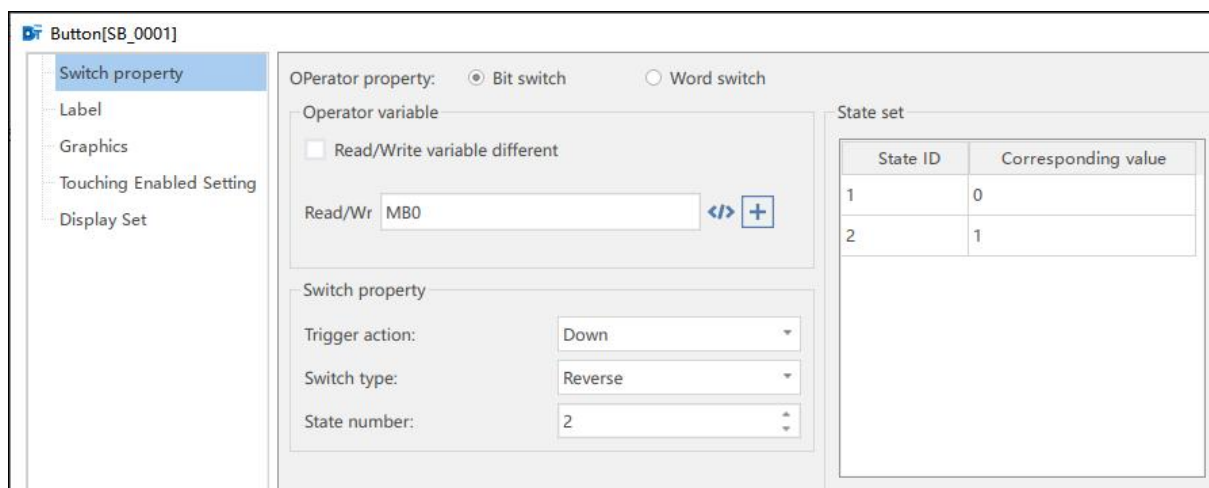 Button[SB_0001]
Switch property
Label
Graphics
Touching Enabled Setting
Display Set
OPerator property: Bit switch Word switch
Operator variable
Read/Write variable different
Read/Wr MB0 </> +
Switch property
Trigger action: Down
Switch type: Reverse
State number: 2
State set
State ID Corresponding value
1 0
2 1